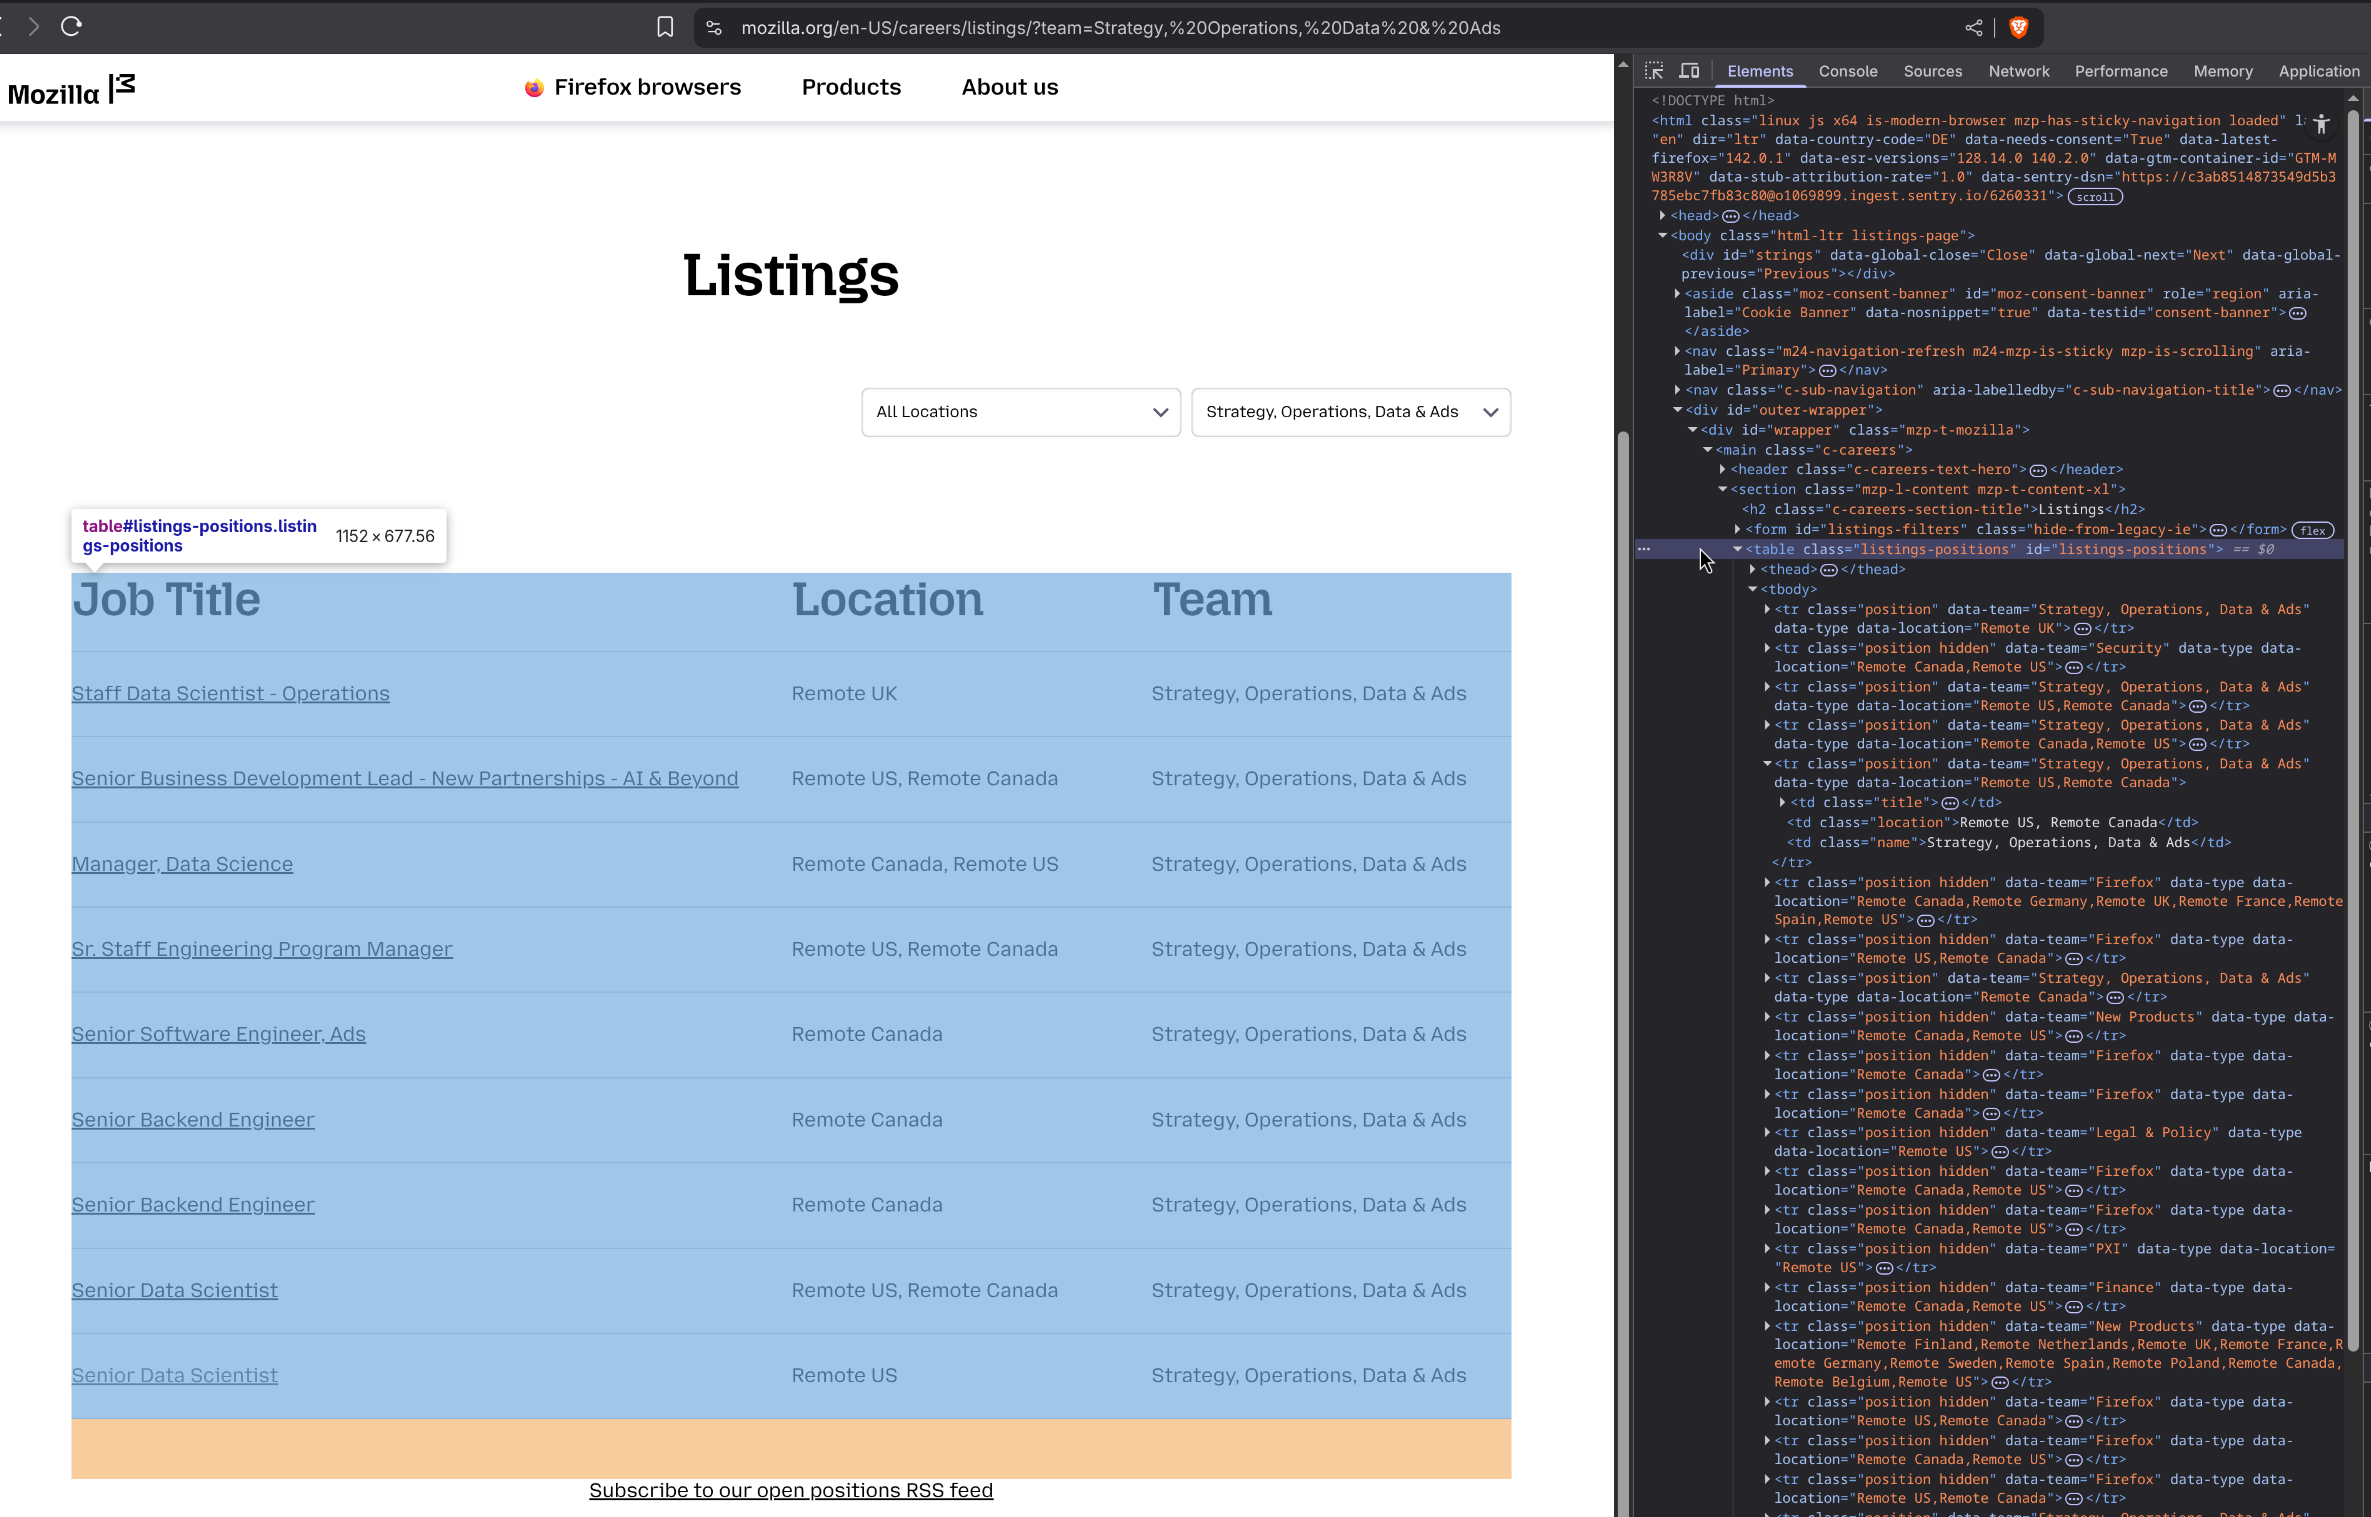 mozilla.org/en-US/careers/listings/?team=Strategy,%20Operations,%20Data%20&%20Ads
Mozilla
Firefox browsers
Products
About us
Listings
All Locations
Strategy, Operations, Data & Ads
table#listings-positions.listin
gs-positions
1152 × 677.56
Job Title Location Team
Staff Data Scientist - Operations Remote UK Strategy, Operations, Data & Ads
Senior Business Development Lead - New Partnerships - AI & Beyond Remote US, Remote Canada Strategy, Operations, Data & Ads
Manager, Data Science Remote Canada, Remote US Strategy, Operations, Data & Ads
Sr. Staff Engineering Program Manager Remote US, Remote Canada Strategy, Operations, Data & Ads
Senior Software Engineer, Ads Remote Canada Strategy, Operations, Data & Ads
Senior Backend Engineer Remote Canada Strategy, Operations, Data & Ads
Senior Backend Engineer Remote Canada Strategy, Operations, Data & Ads
Senior Data Scientist Remote US, Remote Canada Strategy, Operations, Data & Ads
Senior Data Scientist Remote US Strategy, Operations, Data & Ads
Subscribe to our open positions RSS feed
Elements Console Sources Network Performance Memory Application
<!DOCTYPE html>
<html class="linux js x64 is-modern-browser mzp-has-sticky-navigation loaded"
"en" dir="ltr" data-country-code="DE" data-needs-consent="True" data-latest-
firefox="142.0.1" data-esr-versions="128.14.0 140.2.0" data-gtm-container-id="GTM-M
W3R8V" data-stub-attribution-rate="1.0" data-sentry-dsn="https://c3ab8514873549d5b3
785ebc7fb83c80@o1069899.ingest.sentry.io/6260331"> scroll
<head> </head>
<body class="html-ltr listings-page">
<div id="strings" data-global-close="Close" data-global-next="Next" data-global-
previous="Previous"></div>
<aside class="moz-consent-banner" id="moz-consent-banner" role="region" aria-
label="Cookie Banner" data-nosnippet="true" data-testid="consent-banner">
</aside>
<nav class="m24-navigation-refresh m24-mzp-is-sticky mzp-is-scrolling" aria-
label="Primary"> </nav>
<nav class="c-sub-navigation" aria-labelledby="c-sub-navigation-title"> </nav>
<div id="outer-wrapper">
<div id="wrapper" class="mzp-t-mozilla">
<main class="c-careers">
<header class="c-careers-text-hero"> </header>
<section class="mzp-l-content mzp-t-content-xl">
<h2 class="c-careers-section-title">Listings</h2>
<form id="listings-filters" class="hide-from-legacy-ie"> </form> flex
<table class="listings-positions" id="listings-positions"> == $0
<thead> </thead>
<tbody>
<tr class="position" data-team="Strategy, Operations, Data & Ads"
data-type data-location="Remote UK"> </tr>
<tr class="position hidden" data-team="Security" data-type data-
location="Remote Canada,Remote US"> </tr>
<tr class="position" data-team="Strategy, Operations, Data & Ads"
data-type data-location="Remote US,Remote Canada"> </tr>
<tr class="position" data-team="Strategy, Operations, Data & Ads"
data-type data-location="Remote Canada,Remote US"> </tr>
<tr class="position" data-team="Strategy, Operations, Data & Ads"
data-type data-location="Remote US,Remote Canada">
<td class="title"> </td>
<td class="location">Remote US, Remote Canada</td>
<td class="name">Strategy, Operations, Data & Ads</td>
</tr>
<tr class="position hidden" data-team="Firefox" data-type data-
location="Remote Canada,Remote Germany,Remote UK,Remote France,Remote
Spain,Remote US"> </tr>
<tr class="position hidden" data-team="Firefox" data-type data-
location="Remote US,Remote Canada"> </tr>
<tr class="position" data-team="Strategy, Operations, Data & Ads"
data-type data-location="Remote Canada"> </tr>
<tr class="position hidden" data-team="New Products" data-type data-
location="Remote Canada,Remote US"> </tr>
<tr class="position hidden" data-team="Firefox" data-type data-
location="Remote Canada"> </tr>
<tr class="position hidden" data-team="Firefox" data-type data-
location="Remote Canada"> </tr>
<tr class="position hidden" data-team="Legal & Policy" data-type
data-location="Remote US"> </tr>
<tr class="position hidden" data-team="Firefox" data-type data-
location="Remote Canada,Remote US"> </tr>
<tr class="position hidden" data-team="Firefox" data-type data-
location="Remote Canada,Remote US"> </tr>
<tr class="position hidden" data-team="PXI" data-type data-location=
"Remote US"> </tr>
<tr class="position hidden" data-team="Finance" data-type data-
location="Remote Canada,Remote US"> </tr>
<tr class="position hidden" data-team="New Products" data-type data-
location="Remote Finland,Remote Netherlands,Remote UK,Remote France,R
emote Germany,Remote Sweden,Remote Spain,Remote Poland,Remote Canada,
Remote Belgium,Remote US"> </tr>
<tr class="position hidden" data-team="Firefox" data-type data-
location="Remote US,Remote Canada"> </tr>
<tr class="position hidden" data-team="Firefox" data-type data-
location="Remote Canada,Remote US"> </tr>
<tr class="position hidden" data-team="Firefox" data-type data-
location="Remote US,Remote Canada"> </tr>